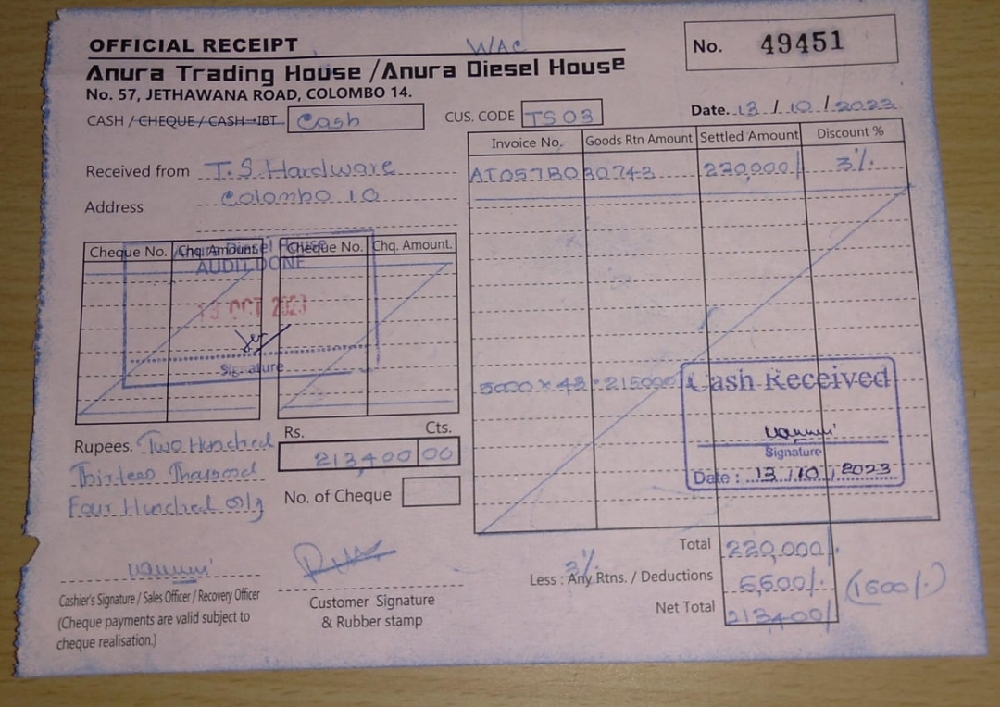 OFFICIAL RECEIPT
WAC
No. 49451
Anura Trading House / Anura Diesel House
No. 57, JETHAWANA ROAD, COLOMBO 14.
Date. 13 / 10 / 2023
CASH / CHEQUE / CASH-IBT Cash
CUS. CODE TS 03
Invoice No. Goods Rtn Amount Settled Amount Discount %
Received from T.S. Hardware
AI057B030743 220,000/- 3%
Address Colombo 10
Cheque No. Chq. Amount Cheque No. Chq. Amount.
Diesel House
AUDIT DONE
13 OCT 2023
Signature
5000 x 43 = 215000
Cash Received
Signature
Date : 13/10/2023
Rupees. Two Hundred
Thirteen Thousand
Four Hundred only
Rs. Cts.
213400 00
No. of Cheque
Total 220,000/-
3%
Less : Any Rtns. / Deductions 6,600/- (1600/-)
Net Total 213400/-
Cashier's Signature / Sales Officer / Recovery Officer
(Cheque payments are valid subject to
cheque realisation.)
Customer Signature
& Rubber stamp